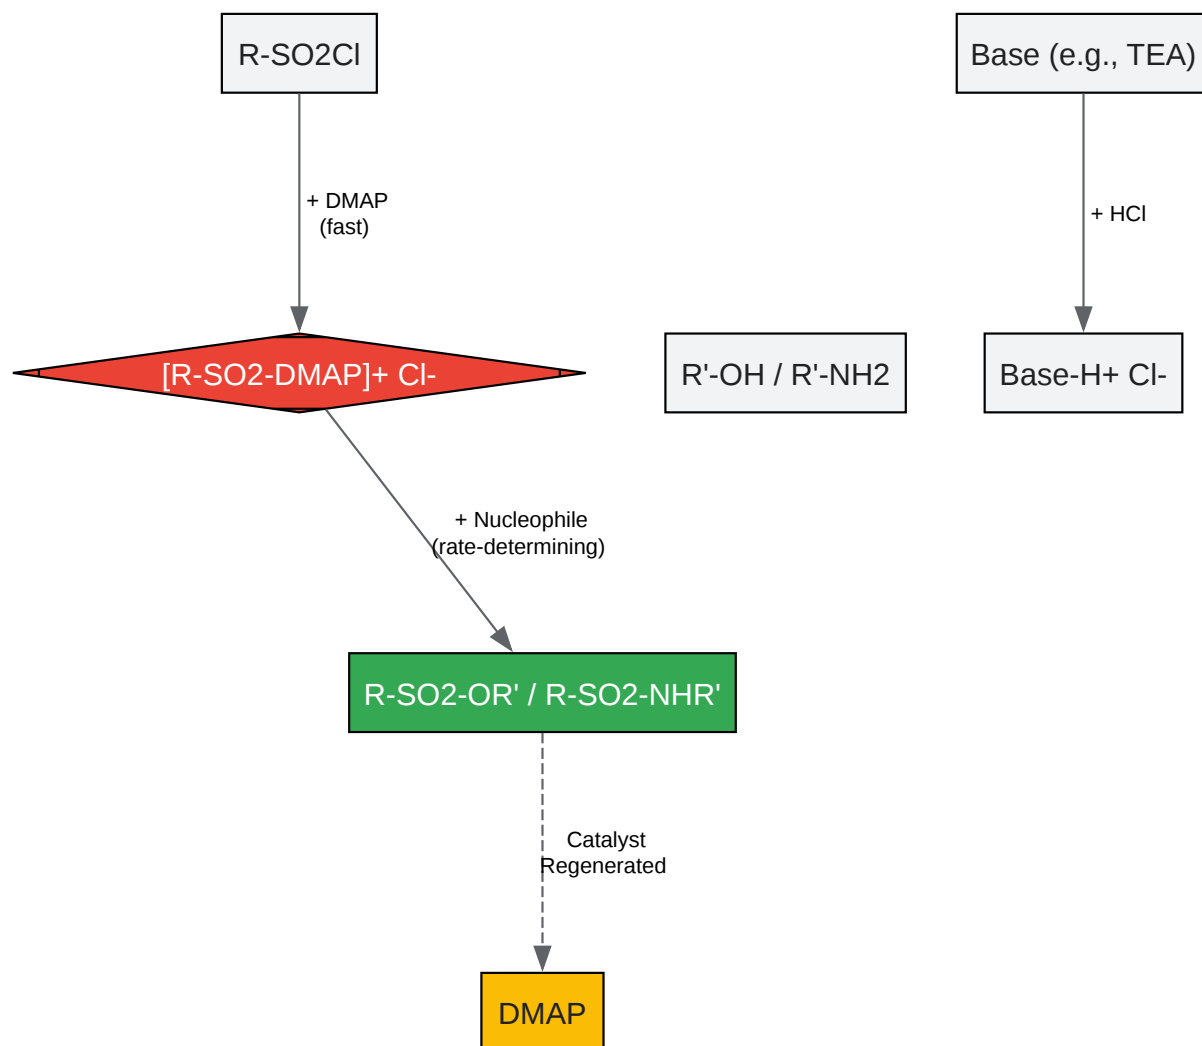 R-SO2Cl
Base (e.g., TEA)
+ DMAP
(fast)
+ HCl
[R-SO2-DMAP]+ Cl-
R'-OH / R'-NH2
Base-H+ Cl-
+ Nucleophile
(rate-determining)
R-SO2-OR' / R-SO2-NHR'
Catalyst
Regenerated
DMAP